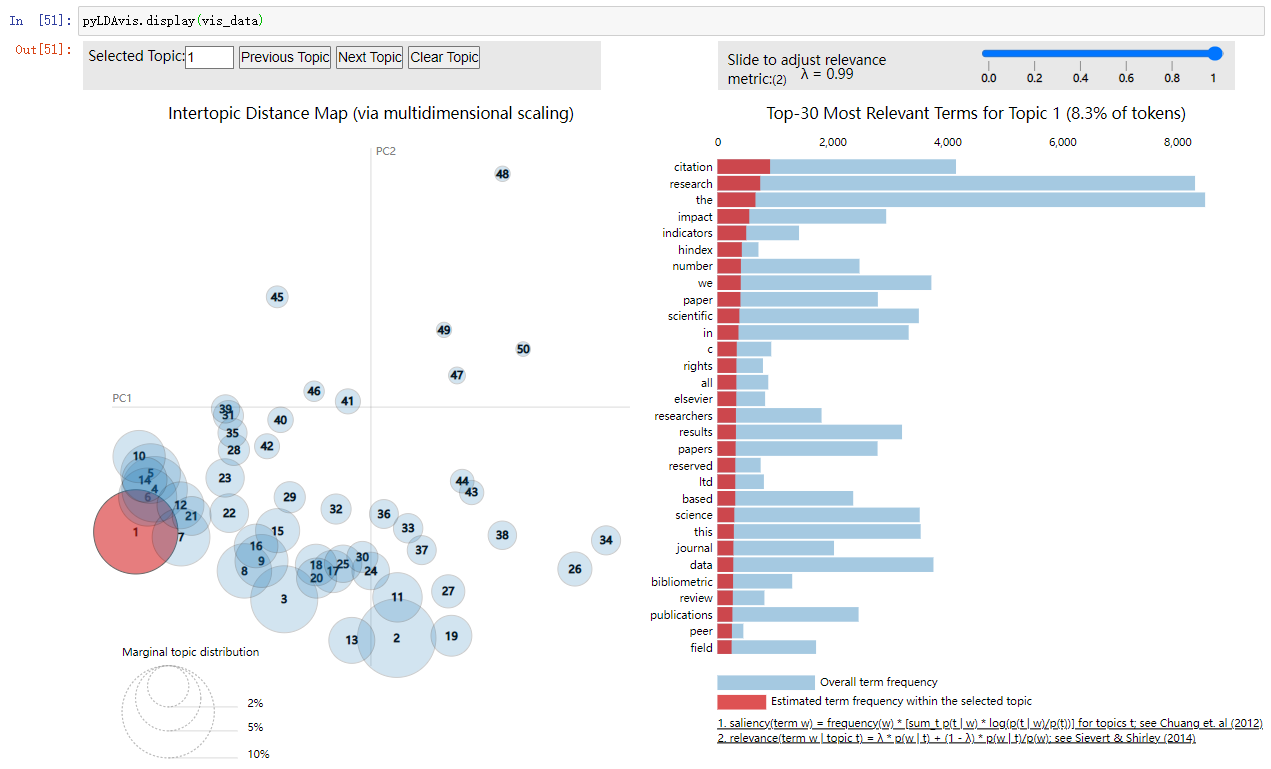 In [51]: pyLDAvis.display(vis_data)
Out[51]:
Selected Topic: 1 Previous Topic Next Topic Clear Topic
Slide to adjust relevance
metric:(2) λ = 0.99
0.0 0.2 0.4 0.6 0.8 1
Intertopic Distance Map (via multidimensional scaling)
PC2
PC1
48
45
49
50
47
46
41
39
31
40
35
28
42
10
5
14
4
6
23
44
43
12
21
22
29
32
36
1
7
15
33
38
34
16
9
37
8
18
20
17
25
30
24
26
3
11
27
13
2
19
Marginal topic distribution
2%
5%
10%
Top-30 Most Relevant Terms for Topic 1 (8.3% of tokens)
0 2,000 4,000 6,000 8,000
citation
research
the
impact
indicators
hindex
number
we
paper
scientific
in
c
rights
all
elsevier
researchers
results
papers
reserved
ltd
based
science
this
journal
data
bibliometric
review
publications
peer
field
Overall term frequency
Estimated term frequency within the selected topic
1. saliency(term w) = frequency(w) * [sum_t p(t | w) * log(p(t | w)/p(t))] for topics t; see Chuang et. al (2012)
2. relevance(term w | topic t) = λ * p(w | t) + (1 - λ) * p(w | t)/p(w); see Sievert & Shirley (2014)